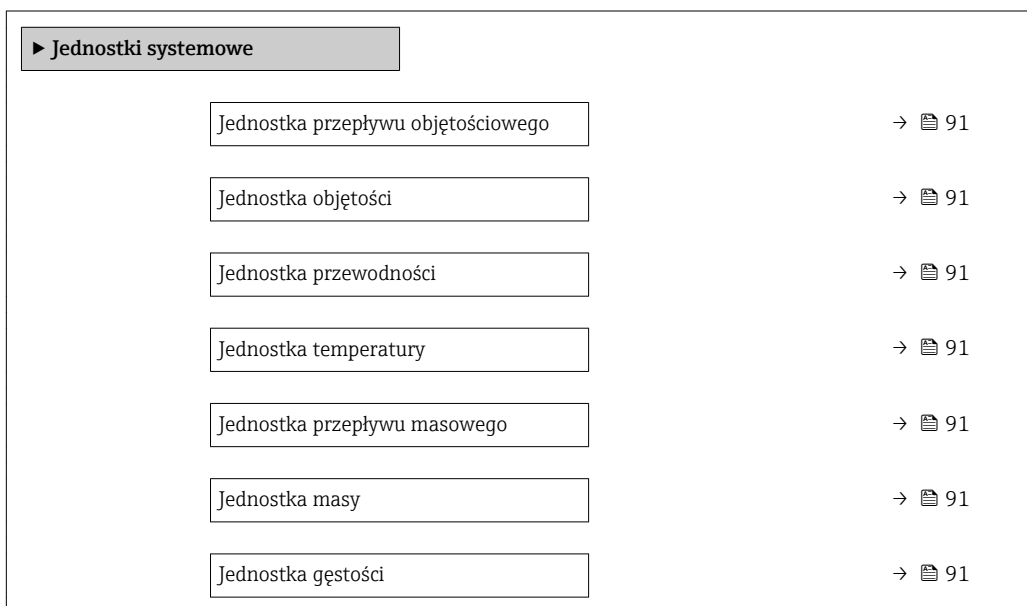 ▶ Jednostki systemowe
Jednostka przepływu objętościowego → 91
Jednostka objętości → 91
Jednostka przewodności → 91
Jednostka temperatury → 91
Jednostka przepływu masowego → 91
Jednostka masy → 91
Jednostka gęstości → 91